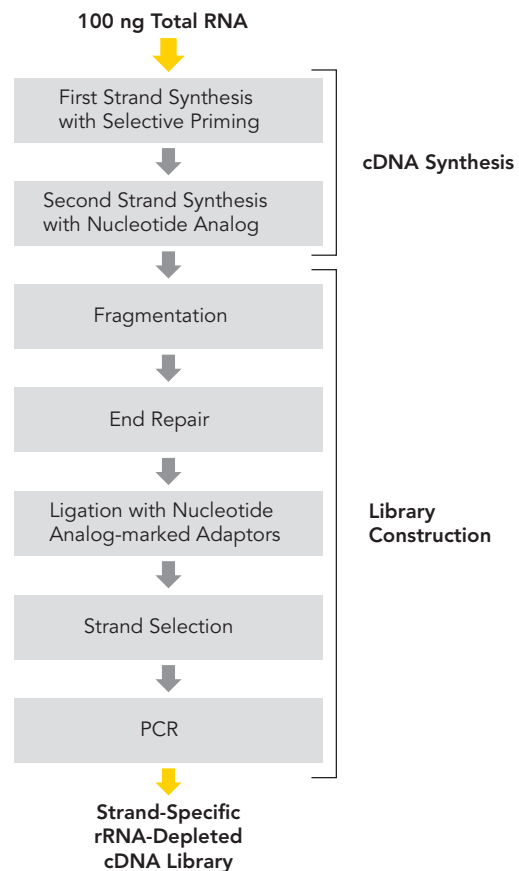 100 ng Total RNA
First Strand Synthesis
with Selective Priming
cDNA Synthesis
Second Strand Synthesis
with Nucleotide Analog
Fragmentation
End Repair
Ligation with Nucleotide
Analog-marked Adaptors
Library
Construction
Strand Selection
PCR
Strand-Specific
rRNA-Depleted
cDNA Library